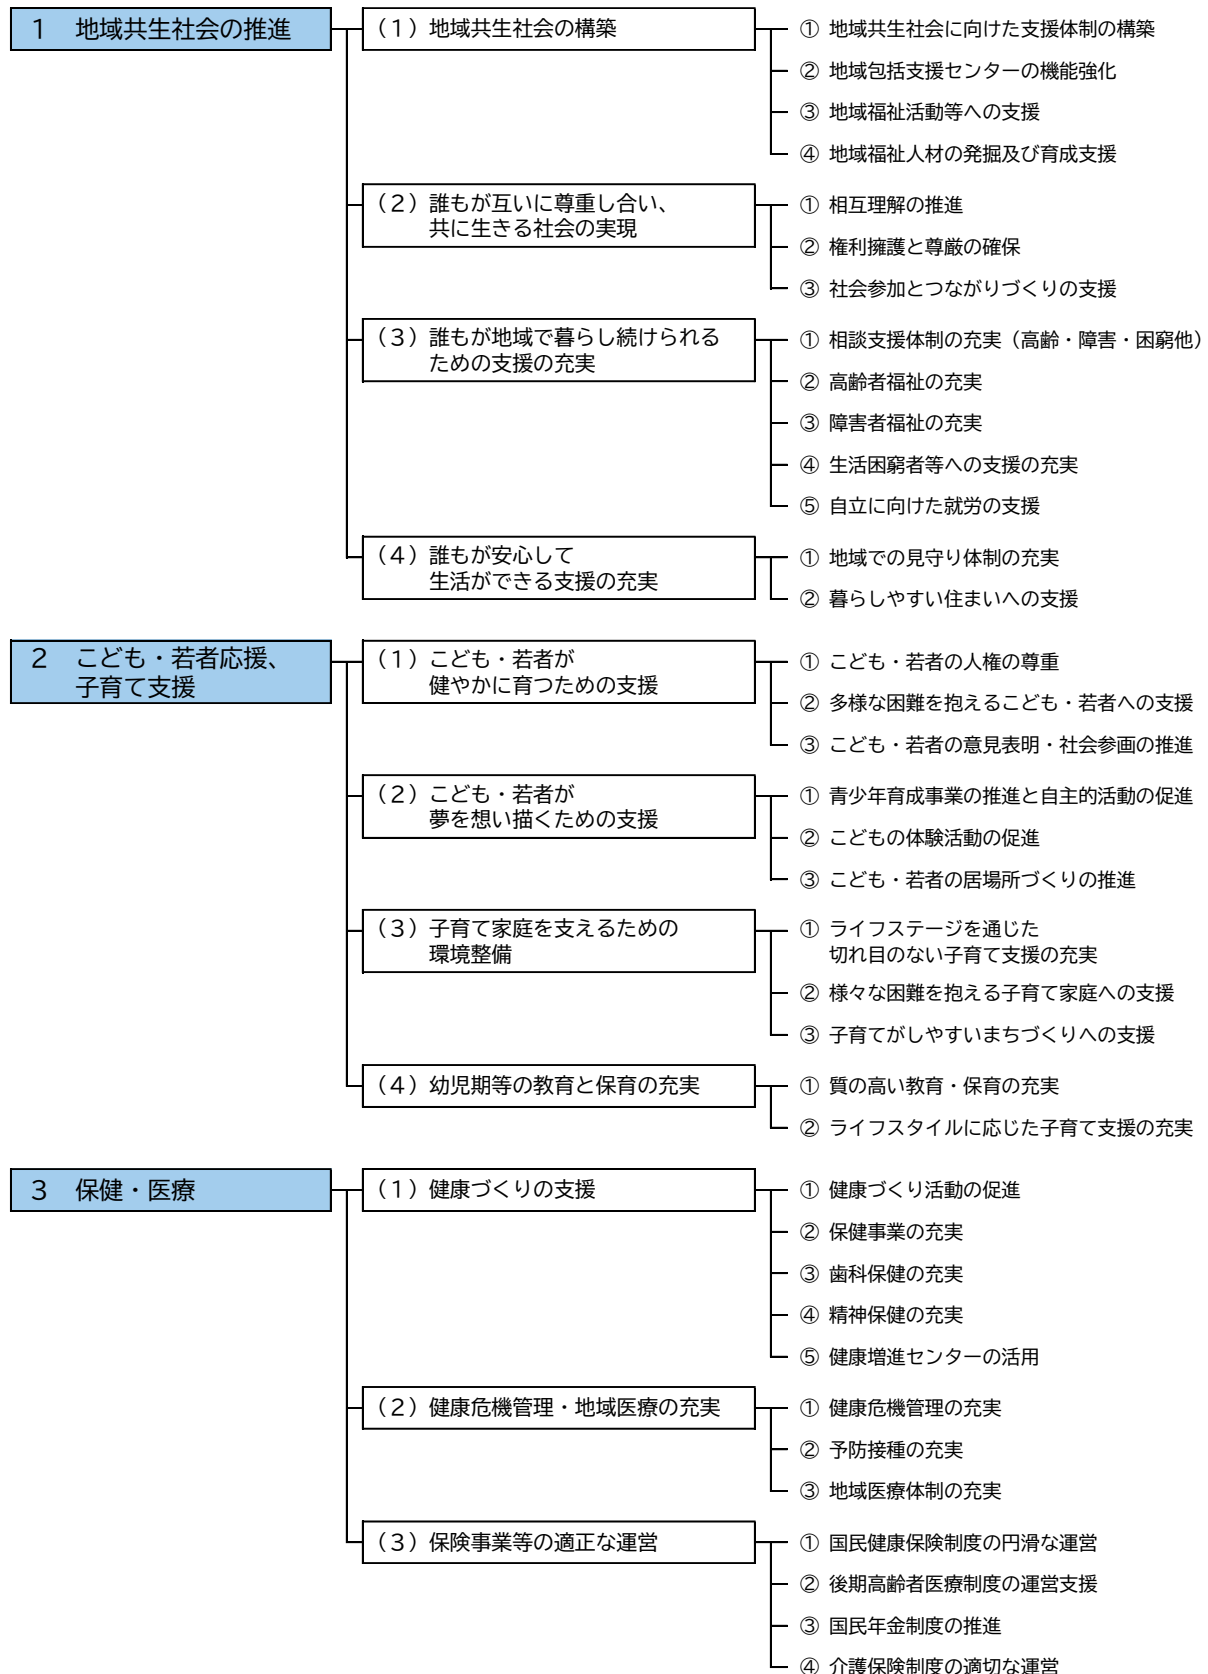 1 地域共生社会の推進
(1)地域共生社会の構築
① 地域共生社会に向けた支援体制の構築
② 地域包括支援センターの機能強化
③ 地域福祉活動等への支援
④ 地域福祉人材の発掘及び育成支援
(2)誰もが互いに尊重し合い、
共に生きる社会の実現
① 相互理解の推進
② 権利擁護と尊厳の確保
③ 社会参加とつながりづくりの支援
(3)誰もが地域で暮らし続けられる
ための支援の充実
① 相談支援体制の充実(高齢・障害・困窮他)
② 高齢者福祉の充実
③ 障害者福祉の充実
④ 生活困窮者等への支援の充実
⑤ 自立に向けた就労の支援
(4)誰もが安心して
生活ができる支援の充実
① 地域での見守り体制の充実
② 暮らしやすい住まいへの支援
2 こども・若者応援、
子育て支援
(1)こども・若者が
健やかに育つための支援
① こども・若者の人権の尊重
② 多様な困難を抱えるこども・若者への支援
③ こども・若者の意見表明・社会参画の推進
(2)こども・若者が
夢を想い描くための支援
① 青少年育成事業の推進と自主的活動の促進
② こどもの体験活動の促進
③ こども・若者の居場所づくりの推進
(3)子育て家庭を支えるための
環境整備
① ライフステージを通じた
切れ目のない子育て支援の充実
② 様々な困難を抱える子育て家庭への支援
③ 子育てがしやすいまちづくりへの支援
(4)幼児期等の教育と保育の充実
① 質の高い教育・保育の充実
② ライフスタイルに応じた子育て支援の充実
3 保健・医療
(1)健康づくりの支援
① 健康づくり活動の促進
② 保健事業の充実
③ 歯科保健の充実
④ 精神保健の充実
⑤ 健康増進センターの活用
(2)健康危機管理・地域医療の充実
① 健康危機管理の充実
② 予防接種の充実
③ 地域医療体制の充実
(3)保険事業等の適正な運営
① 国民健康保険制度の円滑な運営
② 後期高齢者医療制度の運営支援
③ 国民年金制度の推進
④ 介護保険制度の適切な運営